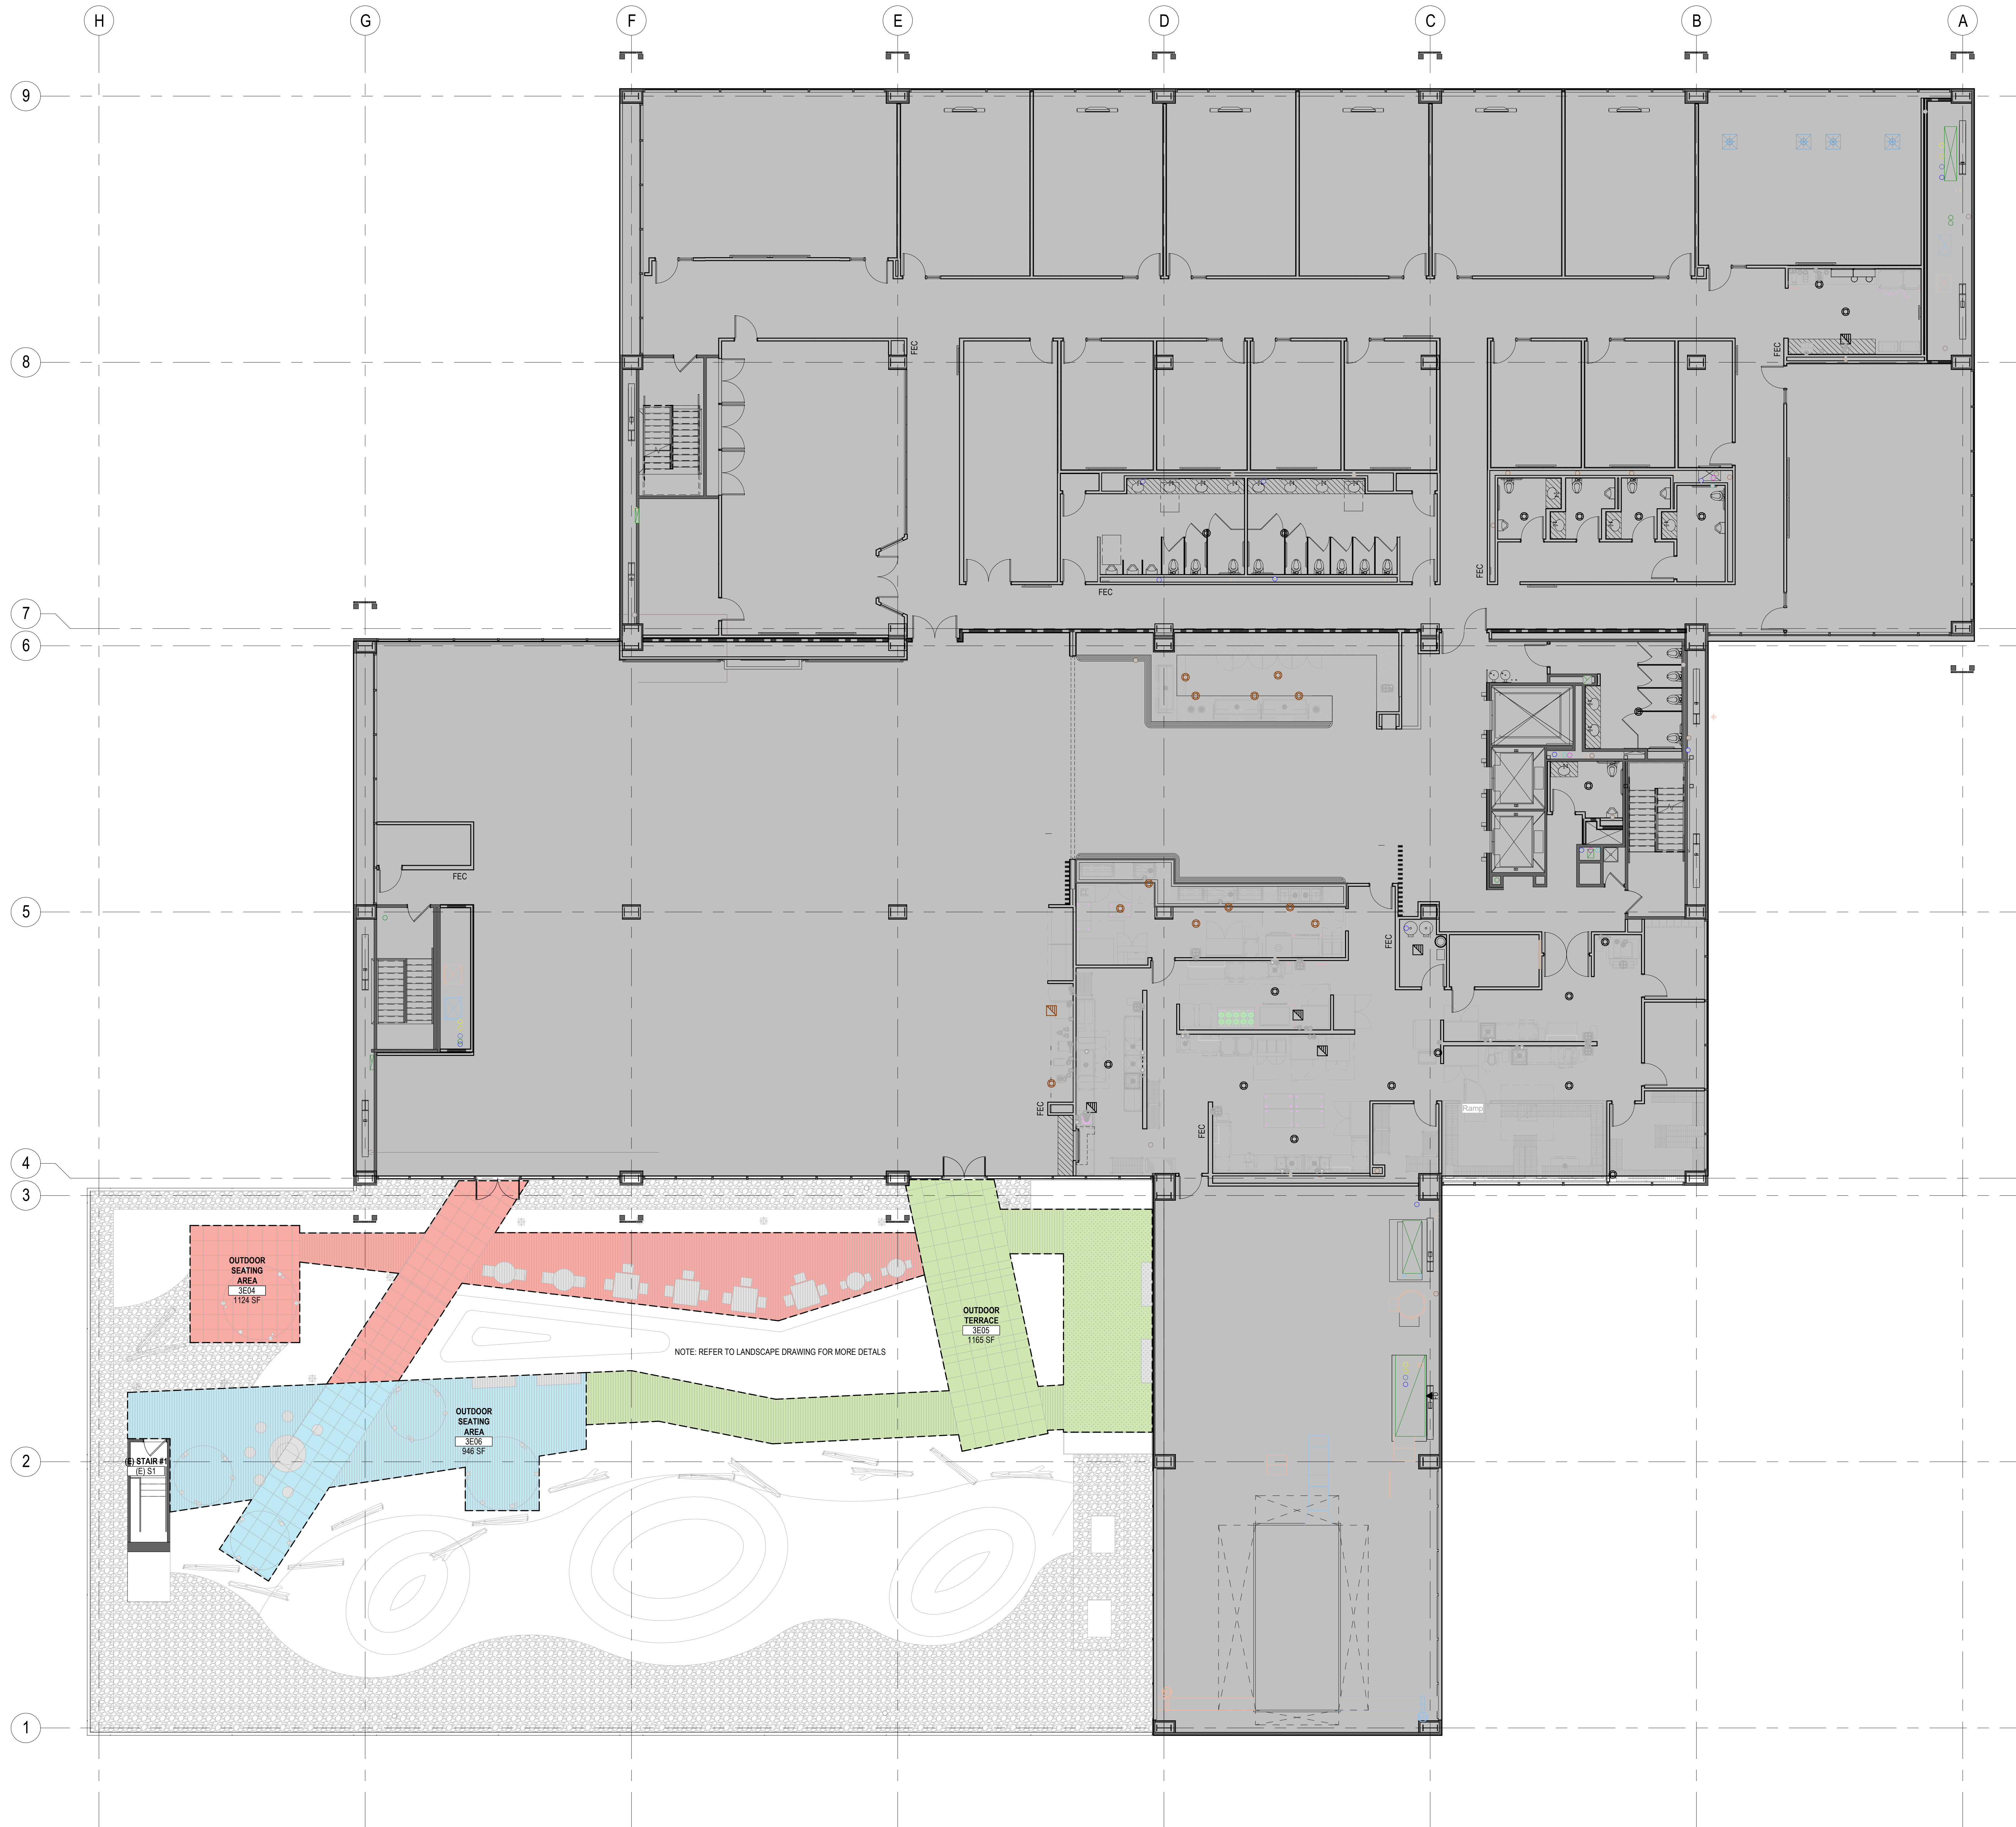 H
G
F
E
D
C
B
A
9
8
7
6
5
4
3
2
1
FEC
FEC
FEC
FEC
FEC
FEC
FEC
FEC
Ramp
OUTDOOR
SEATING
AREA
3E04
1124 SF
OUTDOOR
TERRACE
3E05
1165 SF
NOTE: REFER TO LANDSCAPE DRAWING FOR MORE DETALS
OUTDOOR
SEATING
AREA
3E06
946 SF
(E) STAIR #1
(E) S1
FD